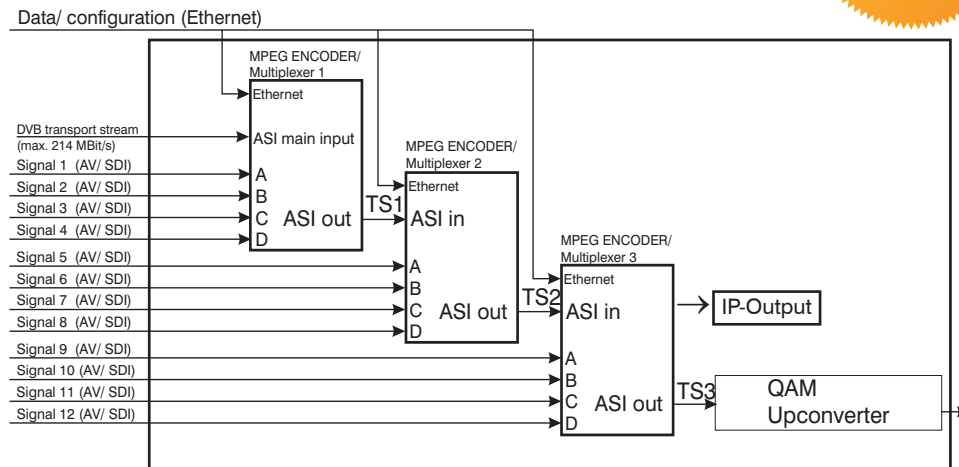 Data/ configuration (Ethernet)
MPEG ENCODER/
Multiplexer 1
Ethernet
DVB transport stream
(max. 214 MBit/s)
ASI main input
Signal 1 (AV/ SDI)
Signal 2 (AV/ SDI)
Signal 3 (AV/ SDI)
Signal 4 (AV/ SDI)
A
B
C
D
ASI out
TS1
MPEG ENCODER/
Multiplexer 2
Ethernet
ASI in
Signal 5 (AV/ SDI)
Signal 6 (AV/ SDI)
Signal 7 (AV/ SDI)
Signal 8 (AV/ SDI)
A
B
C
D
ASI out
TS2
MPEG ENCODER/
Multiplexer 3
Ethernet
ASI in
IP-Output
Signal 9 (AV/ SDI)
Signal 10 (AV/ SDI)
Signal 11 (AV/ SDI)
Signal 12 (AV/ SDI)
A
B
C
D
ASI out
TS3
QAM
Upconverter